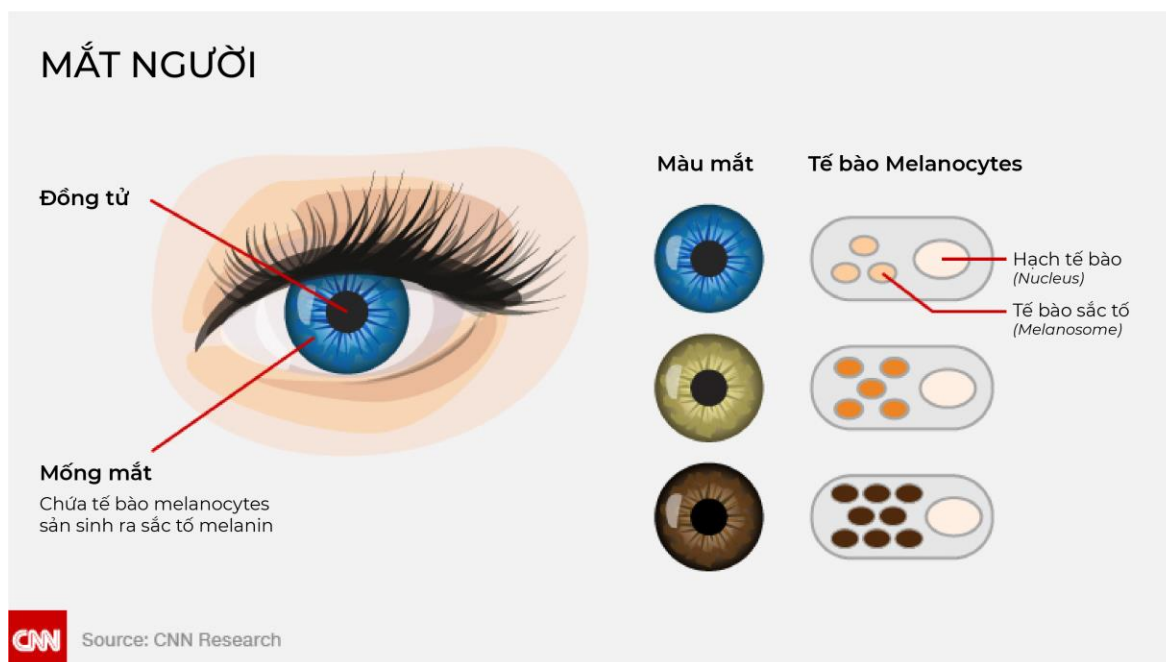 MẮT NGƯỜI
Đồng tử
Mống mắt
Chứa tế bào melanocytes
sản sinh ra sắc tố melanin
Màu mắt
Tế bào Melanocytes
Hạch tế bào
(Nucleus)
Tế bào sắc tố
(Melanosome)
CNN
Source: CNN Research